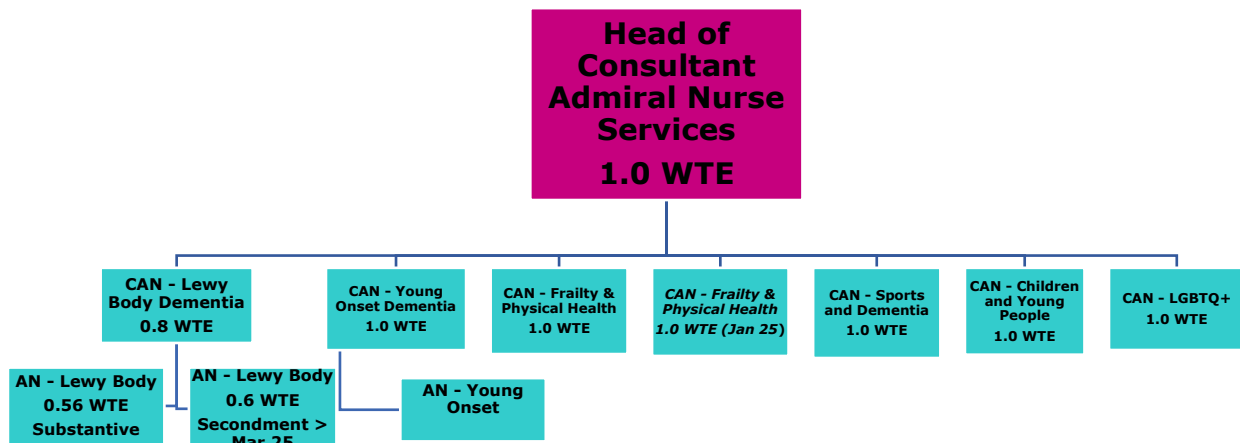 Head of
Consultant
Admiral Nurse
Services
1.0 WTE
CAN - Lewy
Body Dementia
0.8 WTE
CAN - Young
Onset Dementia
1.0 WTE
CAN - Frailty &
Physical Health
1.0 WTE
CAN - Frailty &
Physical Health
1.0 WTE (Jan 25)
CAN - Sports
and Dementia
1.0 WTE
CAN - Children
and Young
People
1.0 WTE
CAN - LGBTQ+
1.0 WTE
AN - Lewy Body
0.56 WTE
Substantive
AN - Lewy Body
0.6 WTE
Secondment >
Mar 25
AN - Young
Onset